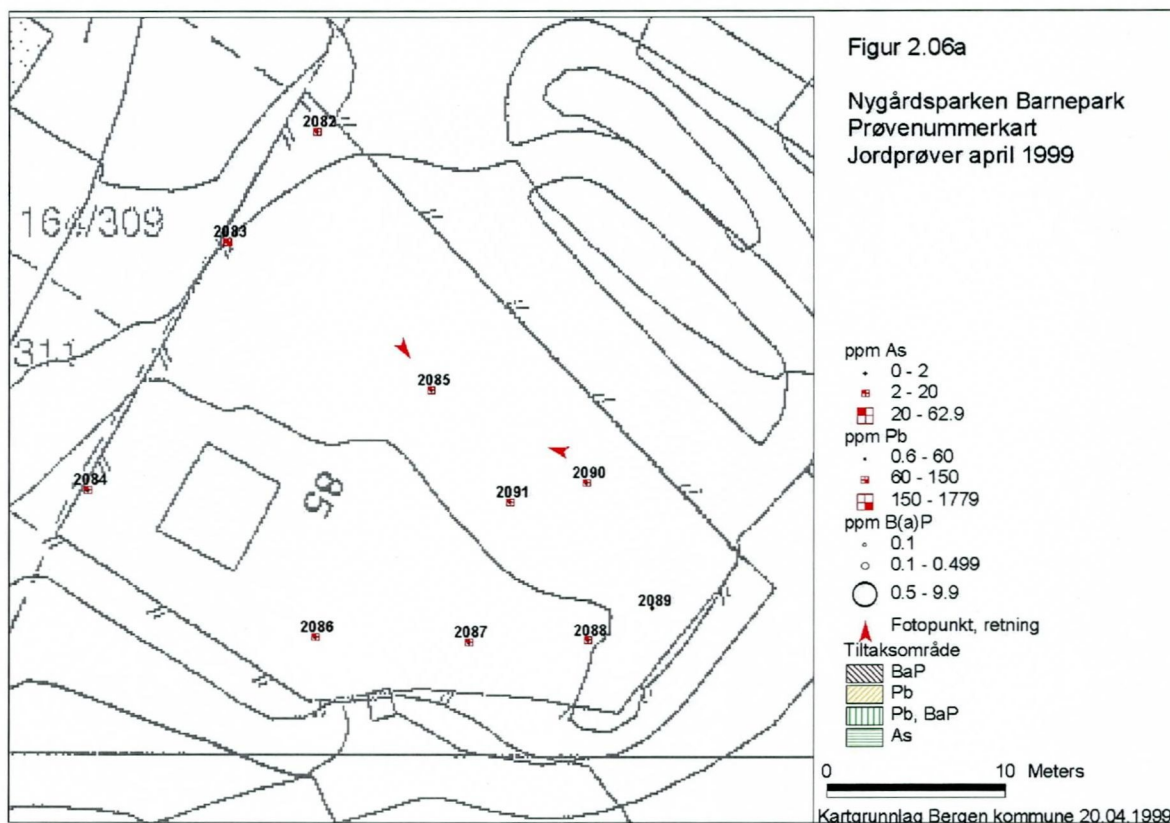 Figur 2.06a
Nygårdsparken Barnepark
Prøvenummerkart
Jordprøver april 1999
2082
164/309
2083
311
2085
2084
85
2090
2091
2089
2086
2087
2088
ppm As
0 - 2
2 - 20
20 - 62.9
ppm Pb
0.6 - 60
60 - 150
150 - 1779
ppm B(a)P
0.1
0.1 - 0.499
0.5 - 9.9
Fotopunkt, retning
Tiltaksområde
BaP
Pb
Pb, BaP
As
0 10 Meters
Kartgrunnlag Bergen kommune 20.04.1999